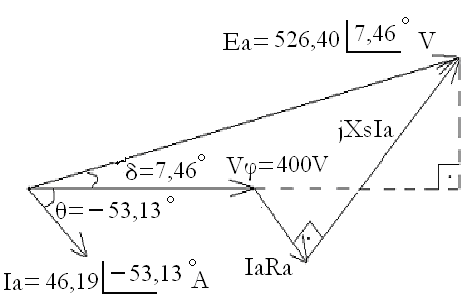 Ea = 526,40 ∠7,46° V
jXsIa
δ=7,46°
Vφ=400V
θ=−53,13°
IaRa
Ia = 46,19 ∠−53,13° A